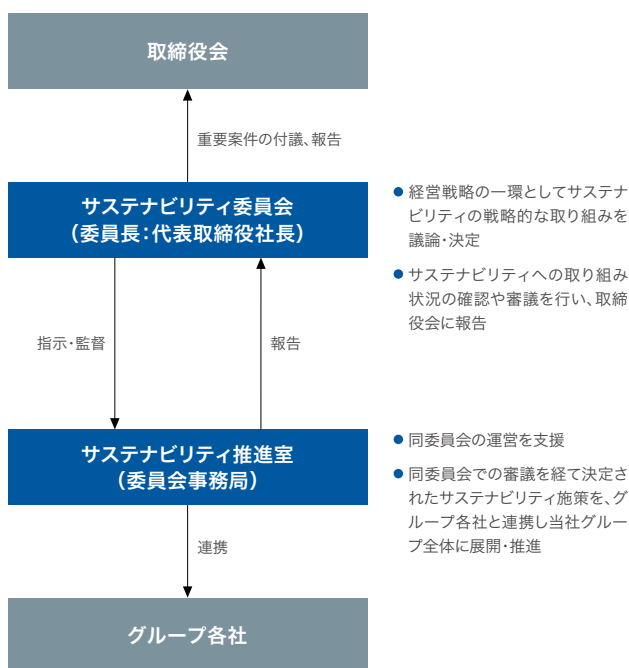 取締役会
重要案件の付議、報告
サステナビリティ委員会
（委員長：代表取締役社長）
● 経営戦略の一環としてサステナ
ビリティの戦略的な取り組みを
議論・決定
● サステナビリティへの取り組み
状況の確認や審議を行い、取締
役会に報告
指示・監督
報告
サステナビリティ推進室
（委員会事務局）
● 同委員会の運営を支援
● 同委員会での審議を経て決定さ
れたサステナビリティ施策を、グ
ループ各社と連携し当社グルー
プ全体に展開・推進
連携
グループ各社